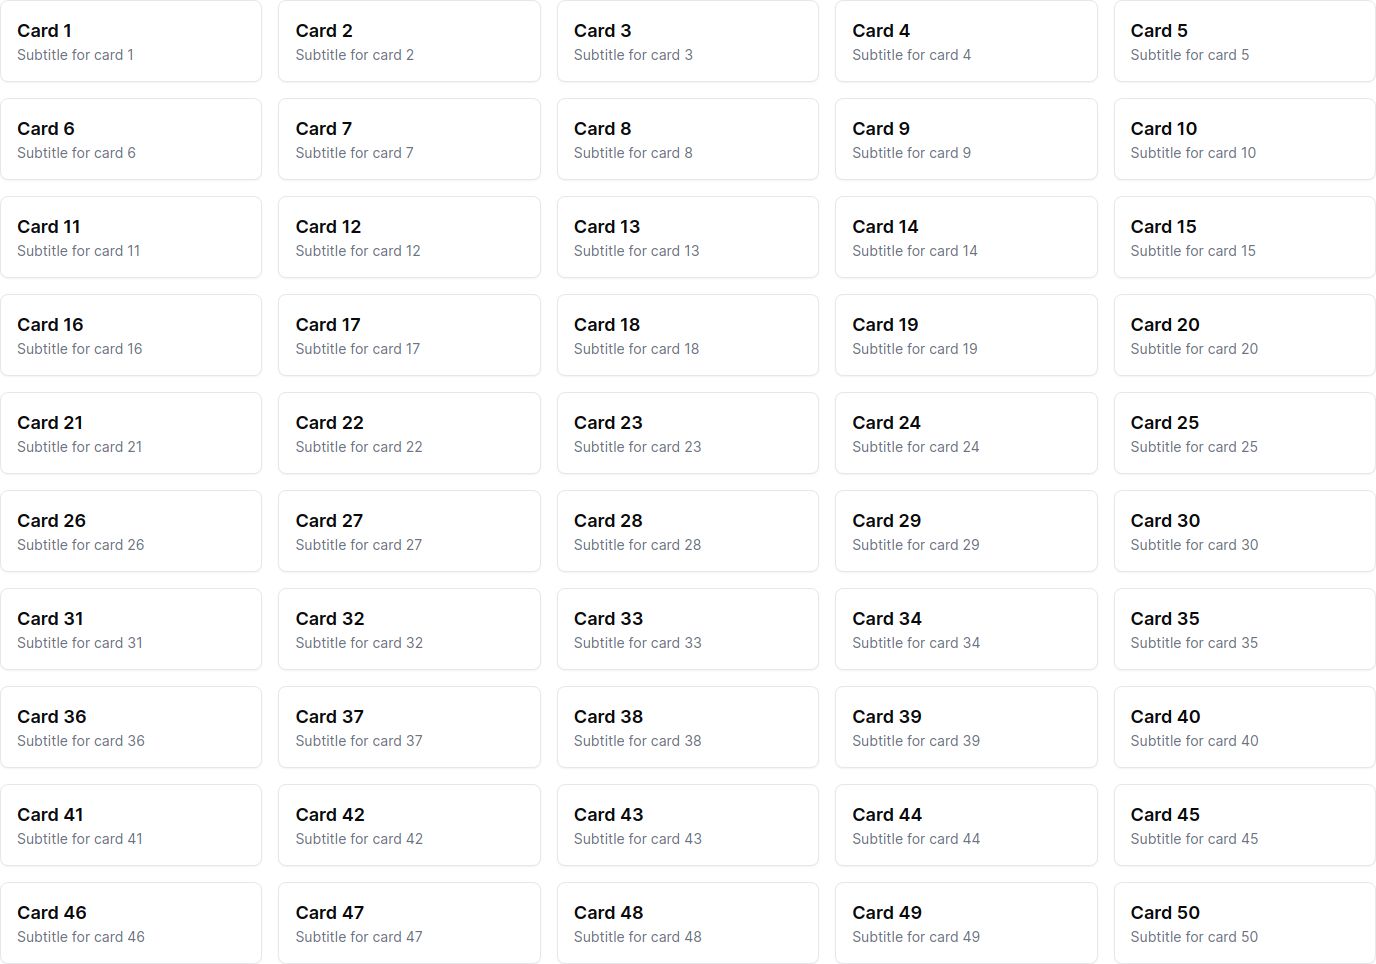 Card 1
Subtitle for card 1
Card 2
Subtitle for card 2
Card 3
Subtitle for card 3
Card 4
Subtitle for card 4
Card 5
Subtitle for card 5
Card 6
Subtitle for card 6
Card 7
Subtitle for card 7
Card 8
Subtitle for card 8
Card 9
Subtitle for card 9
Card 10
Subtitle for card 10
Card 11
Subtitle for card 11
Card 12
Subtitle for card 12
Card 13
Subtitle for card 13
Card 14
Subtitle for card 14
Card 15
Subtitle for card 15
Card 16
Subtitle for card 16
Card 17
Subtitle for card 17
Card 18
Subtitle for card 18
Card 19
Subtitle for card 19
Card 20
Subtitle for card 20
Card 21
Subtitle for card 21
Card 22
Subtitle for card 22
Card 23
Subtitle for card 23
Card 24
Subtitle for card 24
Card 25
Subtitle for card 25
Card 26
Subtitle for card 26
Card 27
Subtitle for card 27
Card 28
Subtitle for card 28
Card 29
Subtitle for card 29
Card 30
Subtitle for card 30
Card 31
Subtitle for card 31
Card 32
Subtitle for card 32
Card 33
Subtitle for card 33
Card 34
Subtitle for card 34
Card 35
Subtitle for card 35
Card 36
Subtitle for card 36
Card 37
Subtitle for card 37
Card 38
Subtitle for card 38
Card 39
Subtitle for card 39
Card 40
Subtitle for card 40
Card 41
Subtitle for card 41
Card 42
Subtitle for card 42
Card 43
Subtitle for card 43
Card 44
Subtitle for card 44
Card 45
Subtitle for card 45
Card 46
Subtitle for card 46
Card 47
Subtitle for card 47
Card 48
Subtitle for card 48
Card 49
Subtitle for card 49
Card 50
Subtitle for card 50